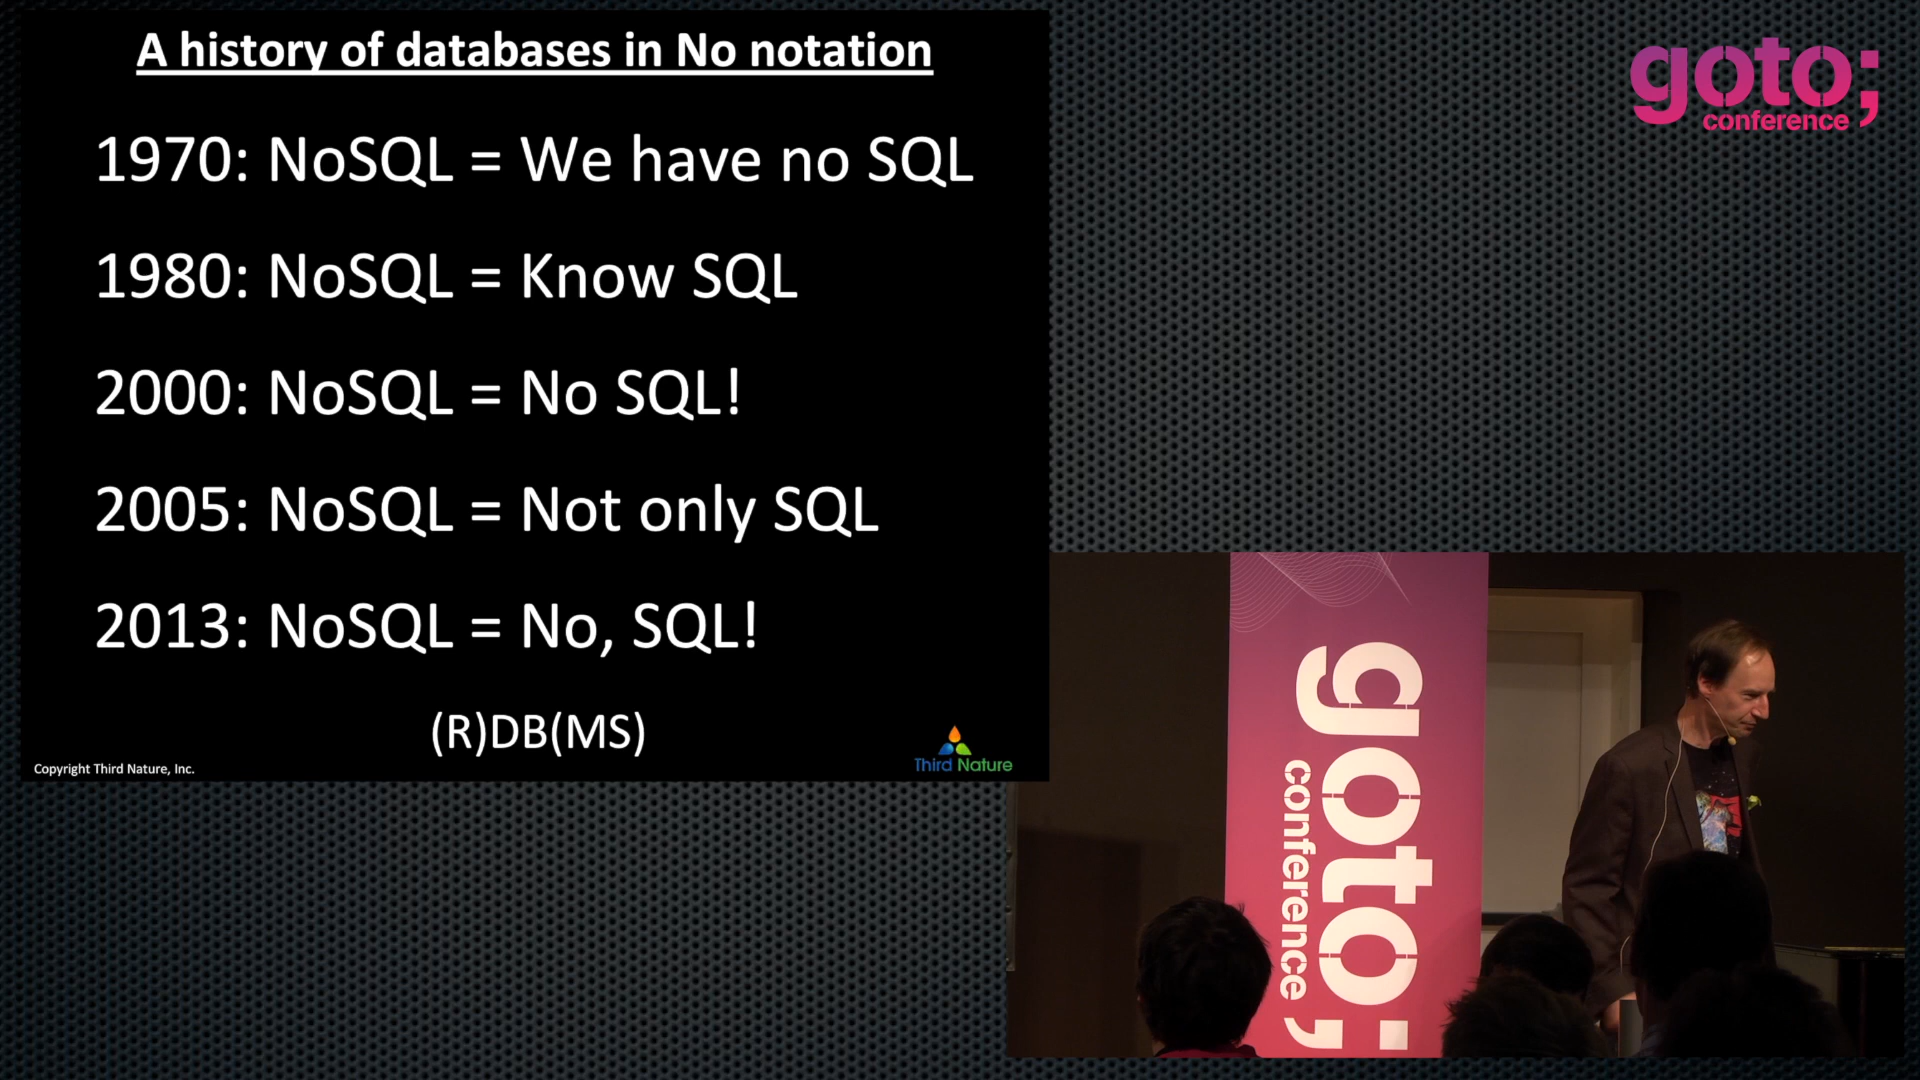 A history of databases in No notation
1970: NoSQL = We have no SQL
1980: NoSQL = Know SQL
2000: NoSQL = No SQL!
2005: NoSQL = Not only SQL
2013: NoSQL = No, SQL!
(R)DB(MS)
Copyright Third Nature, Inc.
Third Nature
goto;
conference
goto;
conference